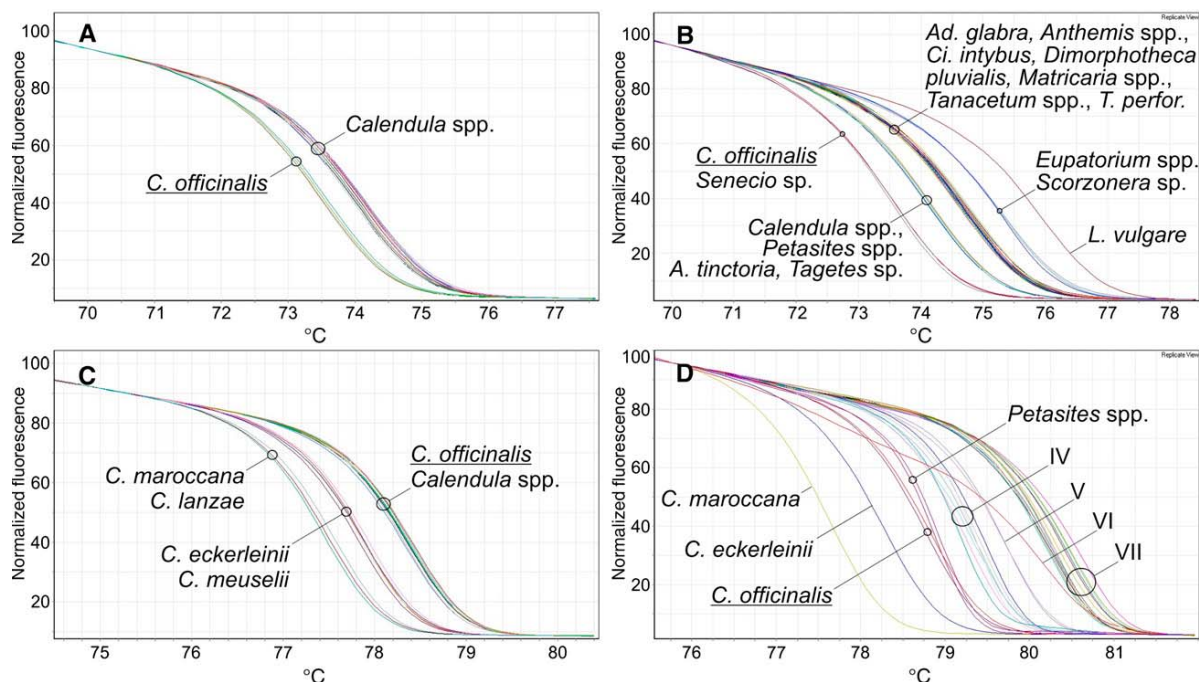 A
Normalized fluorescence
100
80
60
40
20
Calendula spp.
C. officinalis
70 71 72 73 74 75 76 77
°C
Replicate View
B
Normalized fluorescence
100
80
60
40
20
Ad. glabra, Anthemis spp.,
Ci. intybus, Dimorphotheca
pluvialis, Matricaria spp.,
Tanacetum spp., T. perfor.
C. officinalis
Senecio sp.
Eupatorium spp.
Scorzonera sp.
Calendula spp.,
Petasites spp.
A. tinctoria, Tagetes sp.
L. vulgare
70 71 72 73 74 75 76 77 78
°C
C
Normalized fluorescence
100
80
60
40
20
C. maroccana
C. lanzae
C. officinalis
Calendula spp.
C. eckerleinii
C. meuselii
75 76 77 78 79 80
°C
Replicate View
D
Normalized fluorescence
100
80
60
40
20
Petasites spp.
IV
C. maroccana
V
C. eckerleinii
VI
VII
C. officinalis
76 77 78 79 80 81
°C